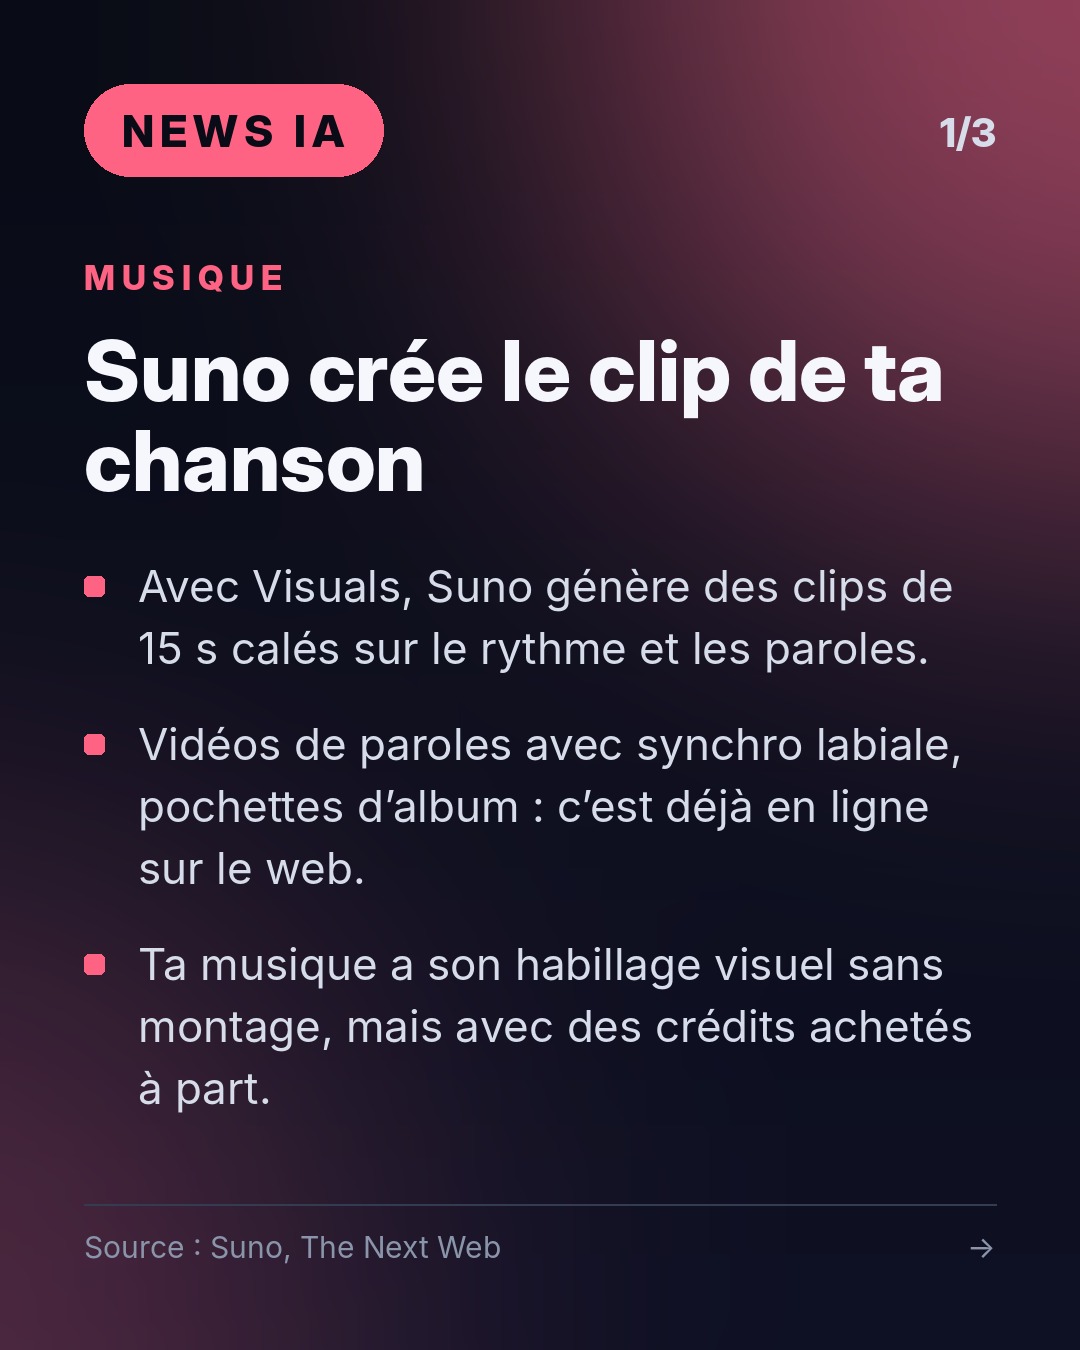 NEWS IA
1/3
MUSIQUE
Suno crée le clip de ta
chanson
Avec Visuals, Suno génère des clips de
15 s calés sur le rythme et les paroles.
Vidéos de paroles avec synchro labiale,
pochettes d’album : c’est déjà en ligne
sur le web.
Ta musique a son habillage visuel sans
montage, mais avec des crédits achetés
à part.
Source : Suno, The Next Web
→